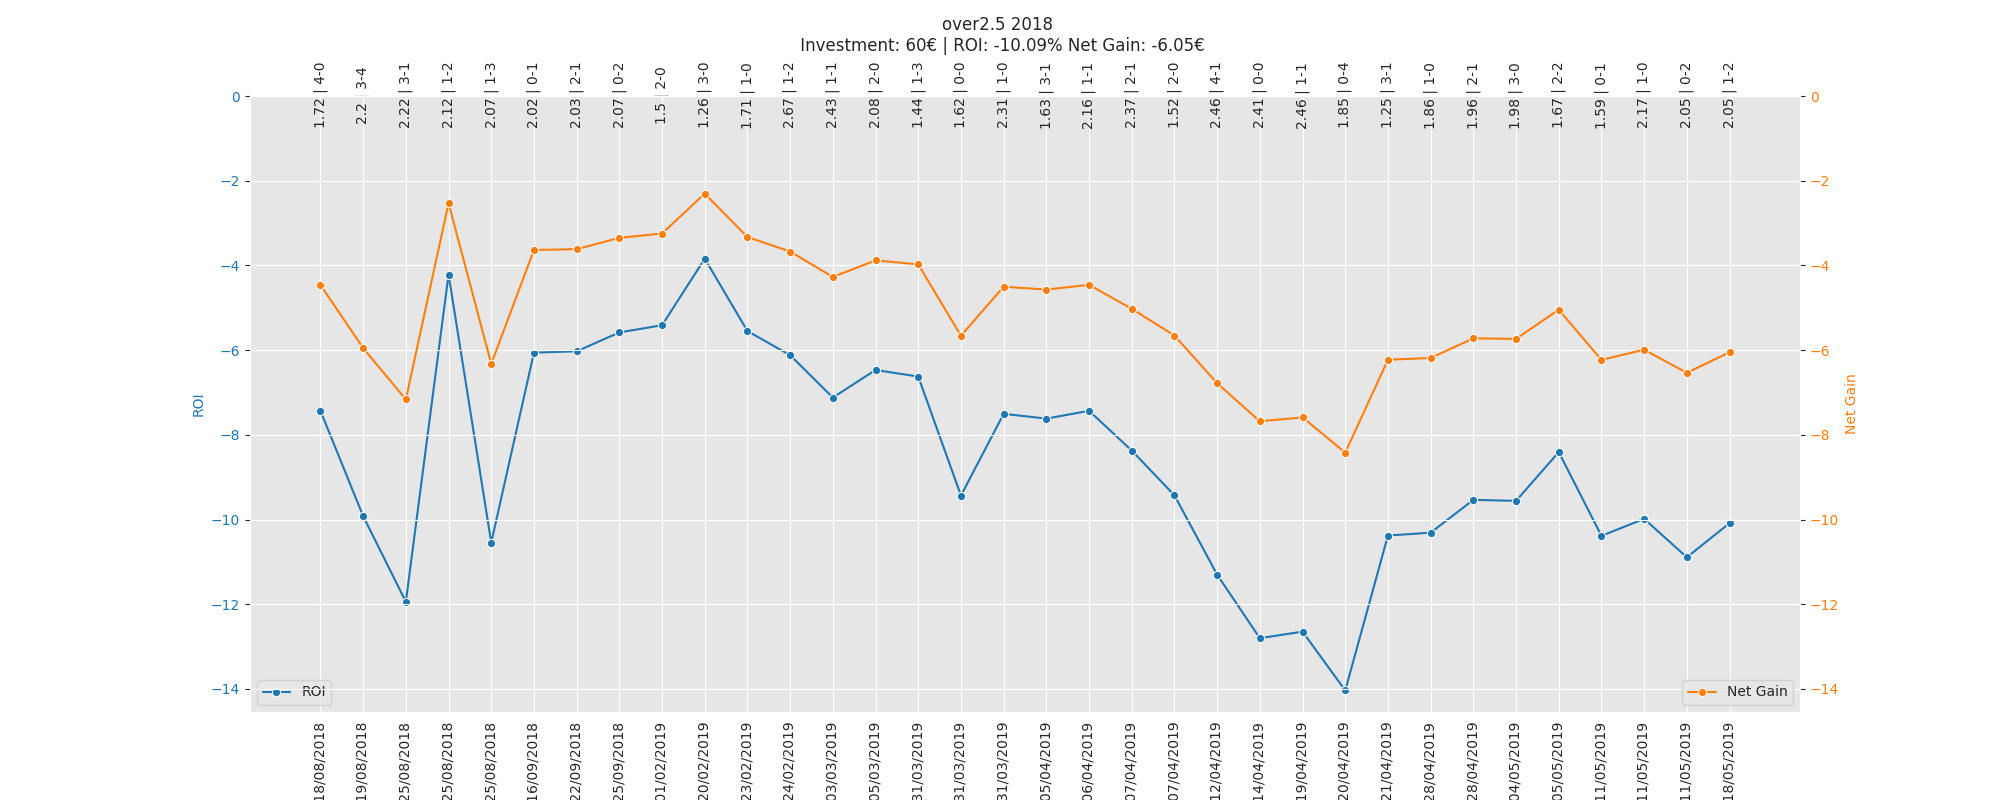 over2.5 2018
Investment: 60€ | ROI: -10.09% Net Gain: -6.05€
1.72 | 4-0
2.2 | 3-4
2.22 | 3-1
2.12 | 1-2
2.07 | 1-3
2.02 | 0-1
2.03 | 2-1
2.07 | 0-2
1.5 | 2-0
1.26 | 3-0
1.71 | 1-0
2.67 | 1-2
2.43 | 1-1
2.08 | 2-0
1.44 | 1-3
1.62 | 0-0
2.31 | 1-0
1.63 | 3-1
2.16 | 1-1
2.37 | 2-1
1.52 | 2-0
2.46 | 4-1
2.41 | 0-0
2.46 | 1-1
1.85 | 0-4
1.25 | 3-1
1.86 | 1-0
1.96 | 2-1
1.98 | 3-0
1.67 | 2-2
1.59 | 0-1
2.17 | 1-0
2.05 | 0-2
2.05 | 1-2
0
−2
−4
−6
−8
−10
−12
−14
ROI
0
−2
−4
−6
−8
−10
−12
−14
Net Gain
ROI
Net Gain
18/08/2018
19/08/2018
25/08/2018
25/08/2018
25/08/2018
16/09/2018
22/09/2018
25/09/2018
01/02/2019
20/02/2019
23/02/2019
24/02/2019
03/03/2019
05/03/2019
31/03/2019
31/03/2019
31/03/2019
05/04/2019
06/04/2019
07/04/2019
07/04/2019
12/04/2019
14/04/2019
19/04/2019
20/04/2019
21/04/2019
28/04/2019
28/04/2019
04/05/2019
05/05/2019
11/05/2019
11/05/2019
11/05/2019
18/05/2019